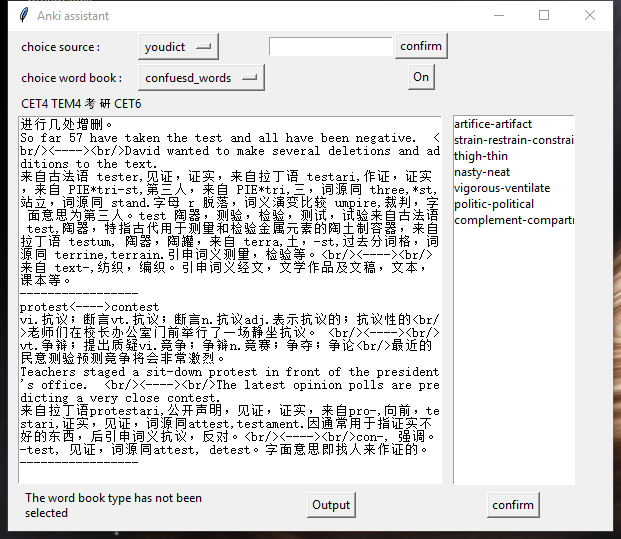 Anki assistant
choice source :
youdict
confirm
choice word book :
confuesd_words
On
CET4 TEM4 考 研 CET6
进行几处增删。
So far 57 have taken the test and all have been negative.  <
br/><----><br/>David wanted to make several deletions and ad
ditions to the text.
来自古法语 tester,见证，证实，来自拉丁语 testari,作证，证实
，来自 PIE*tri-st,第三人，来自 PIE*tri,三，词源同 three,*st,
站立，词源同 stand.字母 r 脱落，词义演变比较 umpire,裁判，字
面意思为第三人。test 陶器，测验，检验，测试，试验来自古法语
test,陶器，特指古代用于测量和检验金属元素的陶土制容器，来自
拉丁语 testum, 陶器，陶罐，来自 terra,土，-st,过去分词格，词
源同 terrine,terrain.引申词义测量，检验等。<br/><----><br/>
来自 text-,纺织，编织。引申词义经文，文学作品及文稿，文本，
课本等。
-----------------
protest<---->contest
vi.抗议；断言vt.抗议；断言n.抗议adj.表示抗议的；抗议性的<br/
>老师们在校长办公室门前举行了一场静坐抗议。 <br/><----><br/>
vt.争辩；提出质疑vi.竞争；争辩n.竞赛；争夺；争论<br/>最近的
民意测验预测竞争将会非常激烈。
Teachers staged a sit-down protest in front of the president
's office.  <br/><----><br/>The latest opinion polls are pre
dicting a very close contest.
来自拉丁语protestari,公开声明，见证，证实，来自pro-,向前，te
stari,证实，见证，词源同attest,testament.因通常用于指证实不
好的东西，后引申词义抗议，反对。<br/><----><br/>con-, 强调。
-test, 见证，词源同attest, detest。字面意思即找人来作证的。
-----------------
artifice-artifact
strain-restrain-constrai
thigh-thin
nasty-neat
vigorous-ventilate
politic-political
complement-compartn
The word book type has not been
selected
Output
confirm